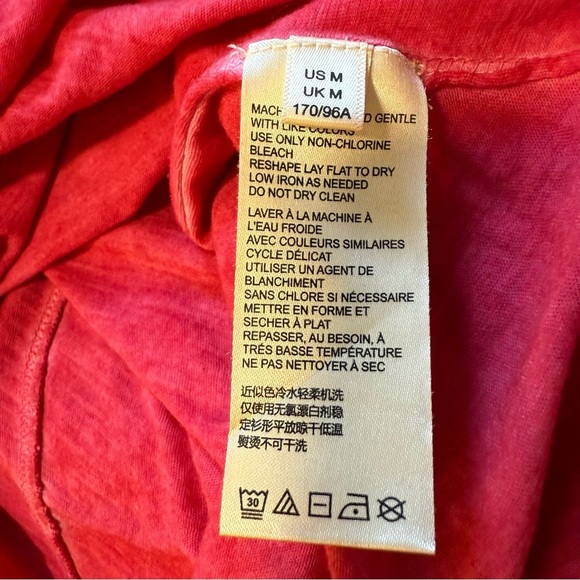 US M
UK M
170/96A
MACH D GENTLE
WITH LIKE COLORS
USE ONLY NON-CHLORINE
BLEACH
RESHAPE LAY FLAT TO DRY
LOW IRON AS NEEDED
DO NOT DRY CLEAN
LAVER À LA MACHINE À
L'EAU FROIDE
AVEC COULEURS SIMILAIRES
CYCLE DÉLICAT
UTILISER UN AGENT DE
BLANCHIMENT
SANS CHLORE SI NÉCESSAIRE
METTRE EN FORME ET
SECHER À PLAT
REPASSER, AU BESOIN, À
TRÉS BASSE TEMPÉRATURE
NE PAS NETTOYER À SEC
近似色冷水轻柔机洗
仅使用无氯漂白剂稳
定衫形平放晾干低温
熨烫不可干洗
30